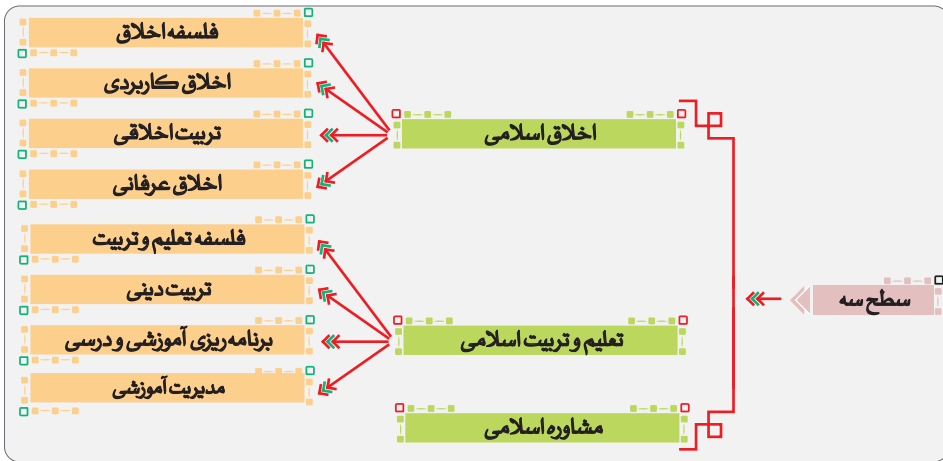 سطح سه
اخلاق اسلامی
فلسفه اخلاق
اخلاق کاربردی
تربیت اخلاقی
اخلاق عرفانی
تعلیم و تربیت اسلامی
فلسفه تعلیم و تربیت
تربیت دینی
برنامه ریزی آموزشی و درسی
مدیریت آموزشی
مشاوره اسلامی